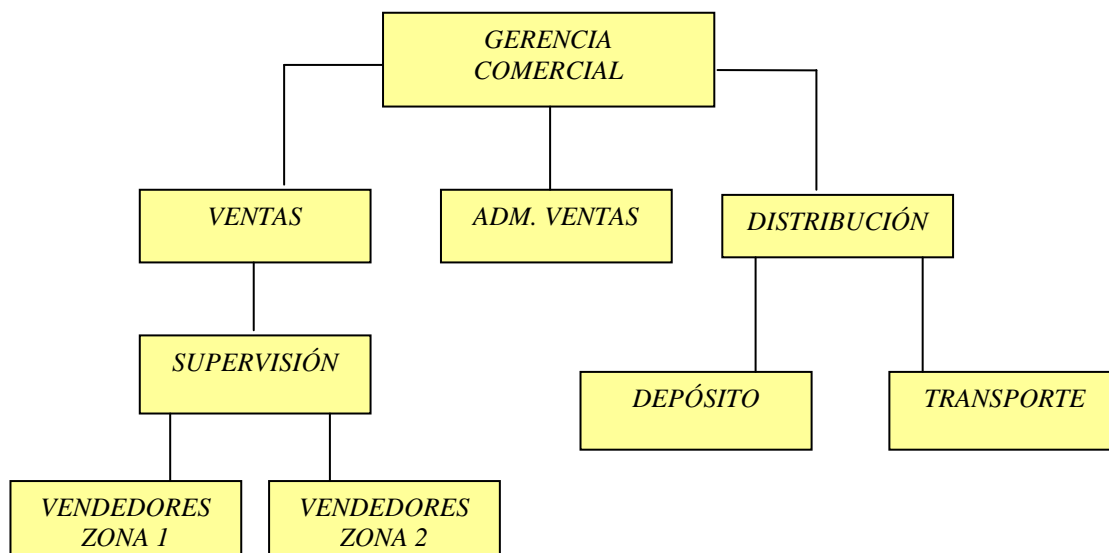 GERENCIA
COMERCIAL
VENTAS
ADM. VENTAS
DISTRIBUCIÓN
SUPERVISIÓN
DEPÓSITO
TRANSPORTE
VENDEDORES
ZONA 1
VENDEDORES
ZONA 2